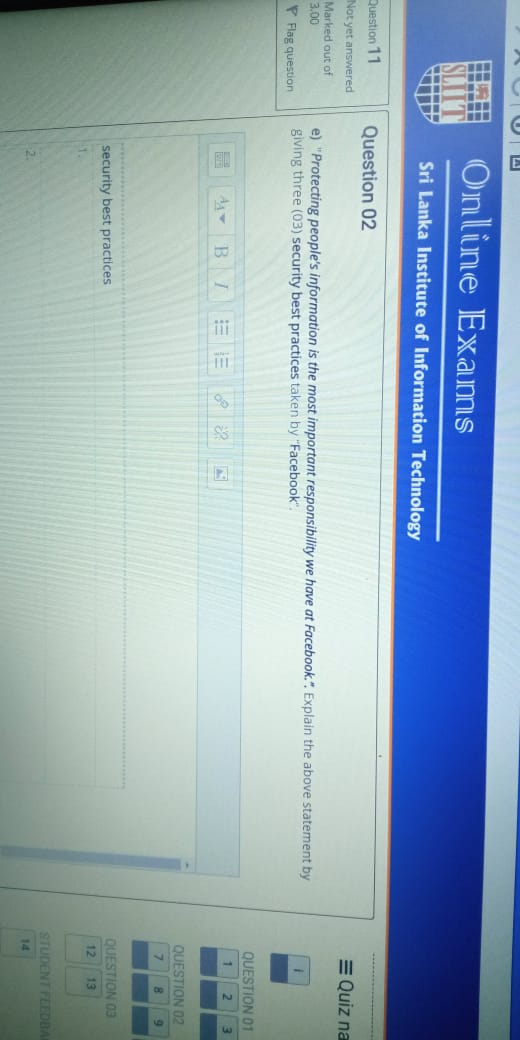 SLIIT
Online Exams
Sri Lanka Institute of Information Technology
Question 11
Not yet answered
Marked out of
3.00
Flag question
Question 02
e) "Protecting people's information is the most important responsibility we have at Facebook.". Explain the above statement by
giving three (03) security best practices taken by "Facebook".
B I
security best practices
1.
2.
Quiz na
i
QUESTION 01
1 2 3
QUESTION 02
7 8 9
QUESTION 03
12 13
STUDENT FEEDBA
14